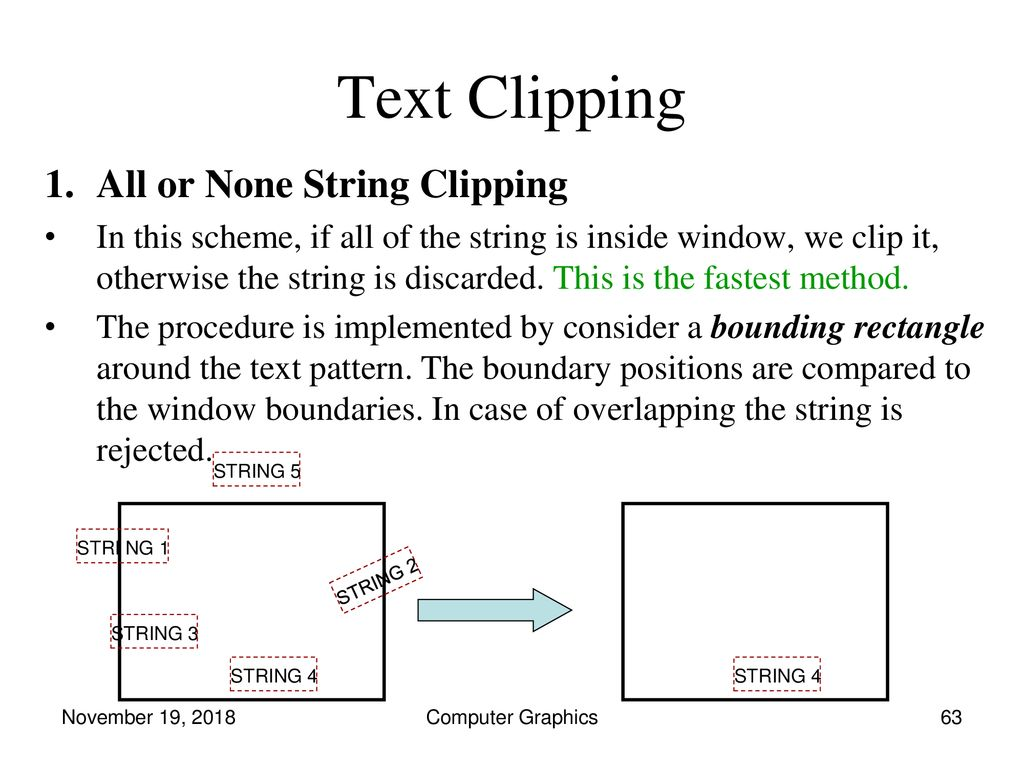 Text Clipping
1. All or None String Clipping
• In this scheme, if all of the string is inside window, we clip it,
otherwise the string is discarded. This is the fastest method.
• The procedure is implemented by consider a bounding rectangle
around the text pattern. The boundary positions are compared to
the window boundaries. In case of overlapping the string is
rejected.
STRING 5
STRING 1
STRING 2
STRING 3
STRING 4
STRING 4
November 19, 2018
Computer Graphics
63